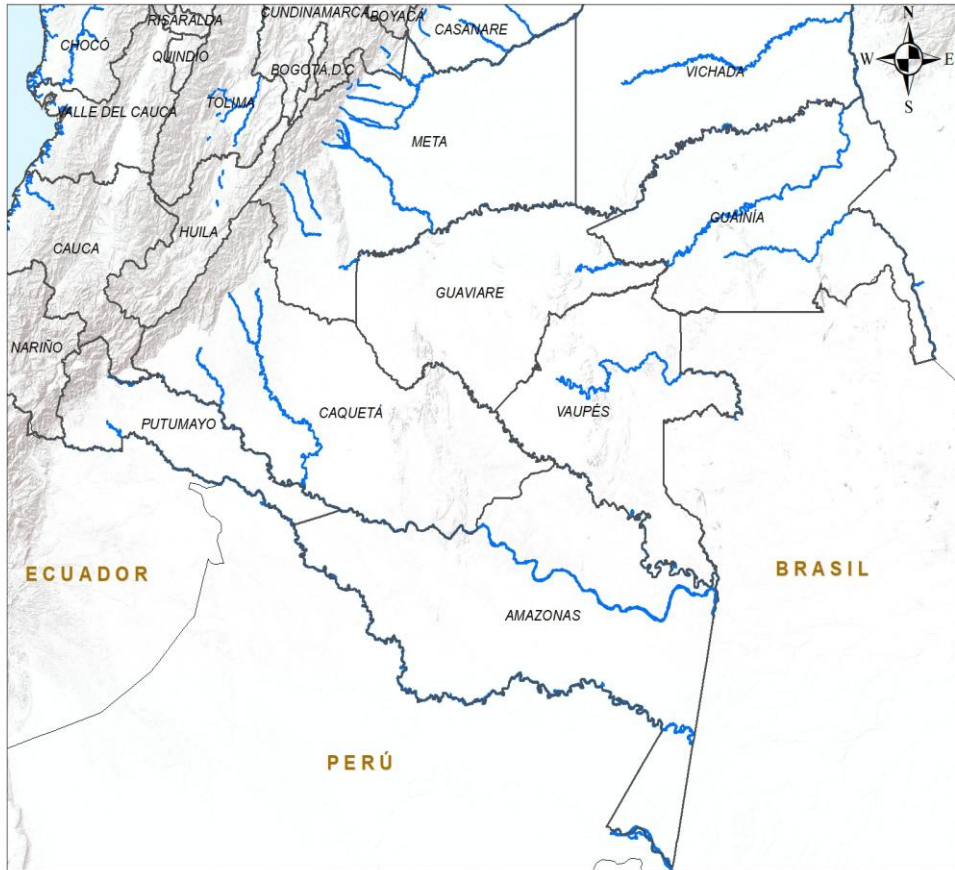 CUNDINAMARCA
BOYACÁ
RISARALDA
N
CASANARE
CHOCÓ
QUINDIO
W
E
BOGOTÁ,D.C
VICHADA
S
VALLE DEL CAUCA
TOLIMA
META
GUAINÍA
HUILA
CAUCA
GUAVIARE
NARIÑO
CAQUETÁ
VAUPÉS
PUTUMAYO
ECUADOR
BRASIL
AMAZONAS
PERÚ